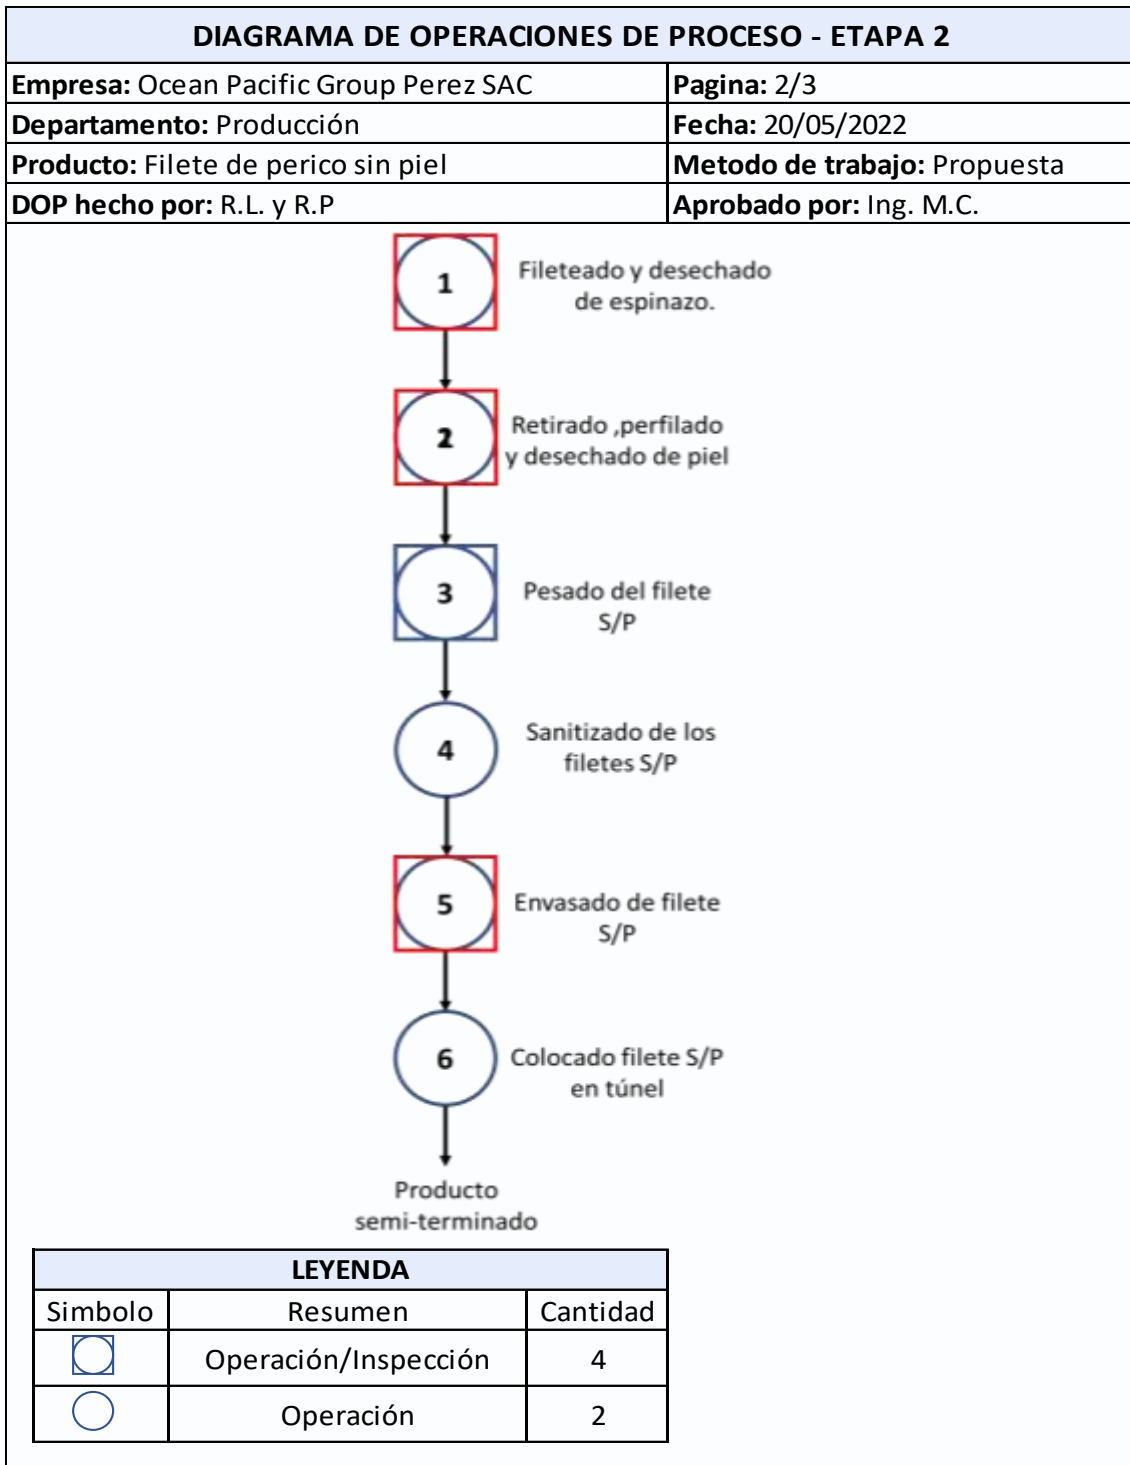 DIAGRAMA DE OPERACIONES DE PROCESO - ETAPA 2
Empresa: Ocean Pacific Group Perez SAC
Pagina: 2/3
Departamento: Producción
Fecha: 20/05/2022
Producto: Filete de perico sin piel
Metodo de trabajo: Propuesta
DOP hecho por: R.L. y R.P
Aprobado por: Ing. M.C.
1
Fileteado y desechado
de espinazo.
2
Retirado ,perfilado
y desechado de piel
3
Pesado del filete
S/P
4
Sanitizado de los
filetes S/P
5
Envasado de filete
S/P
6
Colocado filete S/P
en túnel
Producto
semi-terminado
LEYENDA
Simbolo
Resumen
Cantidad
Operación/Inspección
4
Operación
2